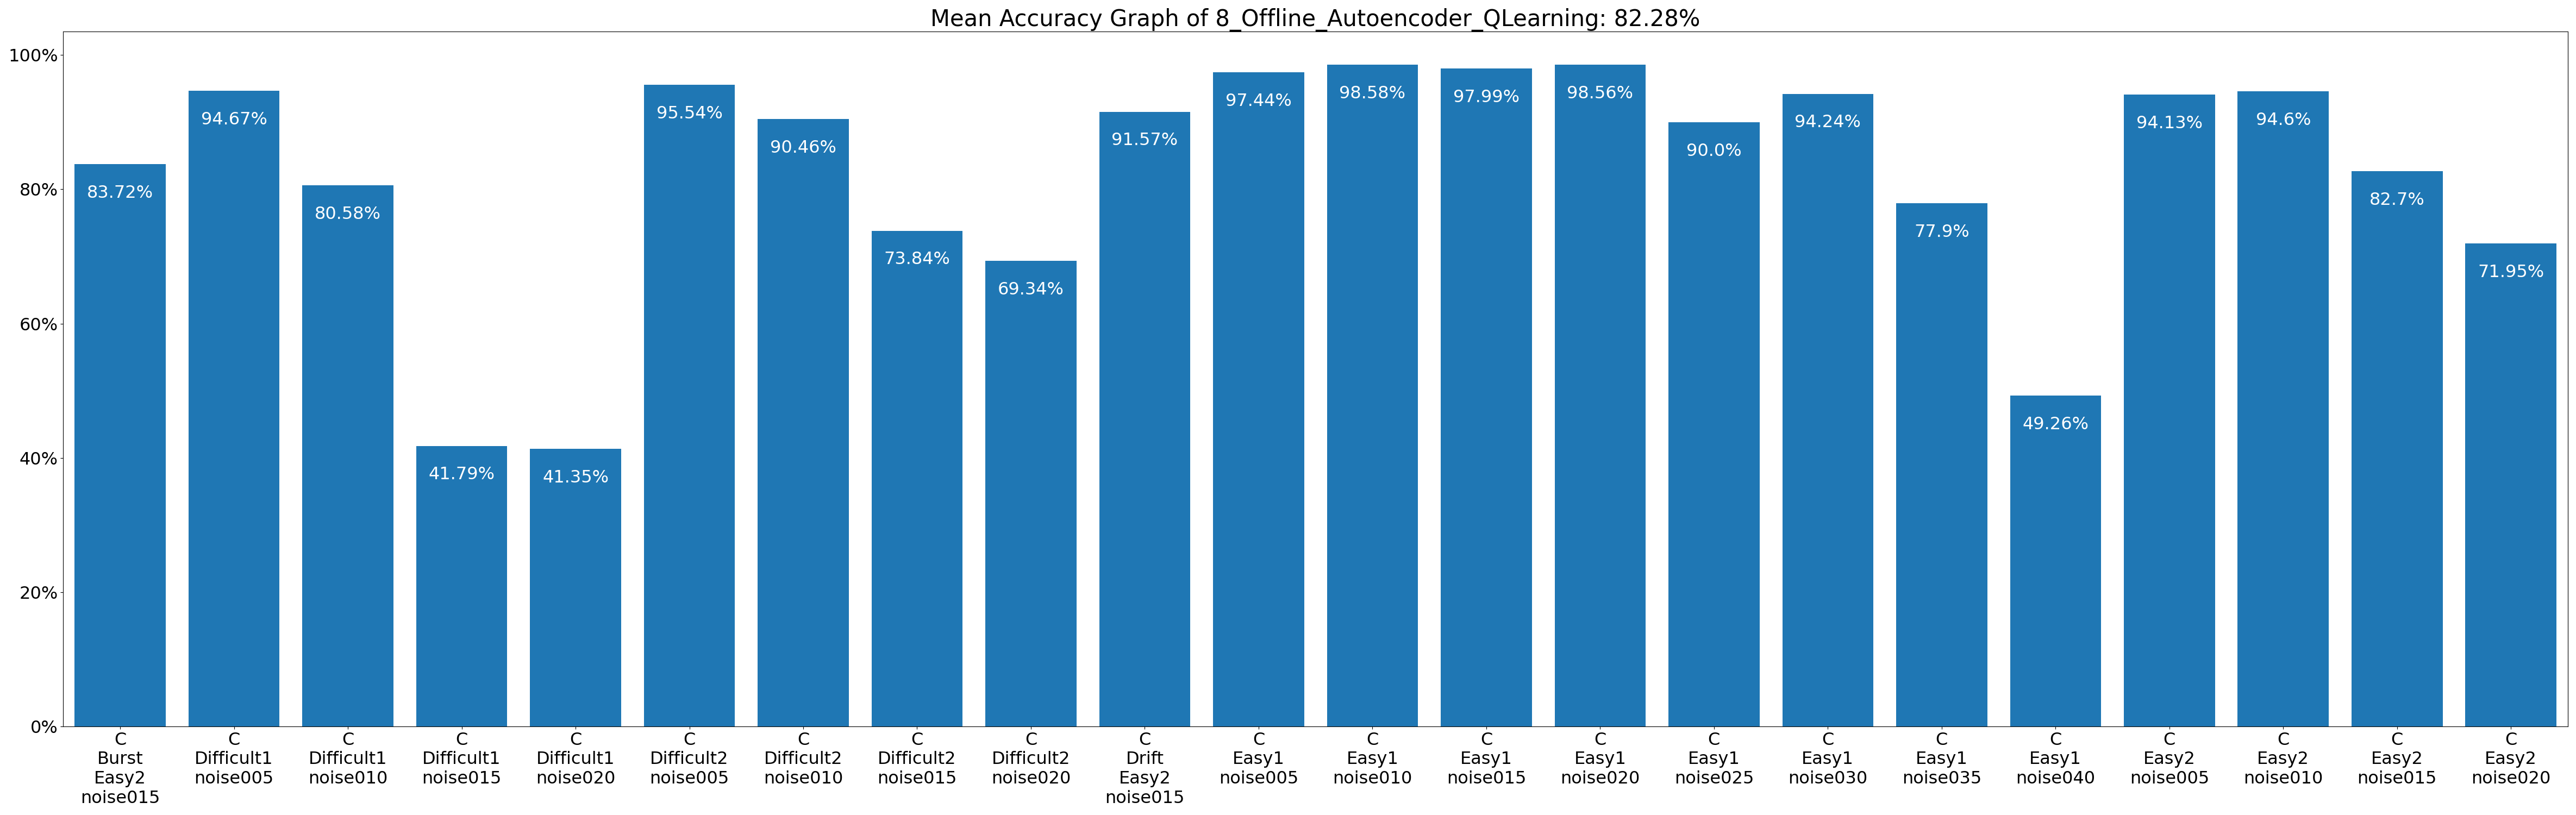 Mean Accuracy Graph of 8_Offline_Autoencoder_QLearning: 82.28%
100%
80%
60%
40%
20%
0%
83.72%
94.67%
80.58%
41.79%
41.35%
95.54%
90.46%
73.84%
69.34%
91.57%
97.44%
98.58%
97.99%
98.56%
90.0%
94.24%
77.9%
49.26%
94.13%
94.6%
82.7%
71.95%
C
Burst
Easy2
noise015
C
Difficult1
noise005
C
Difficult1
noise010
C
Difficult1
noise015
C
Difficult1
noise020
C
Difficult2
noise005
C
Difficult2
noise010
C
Difficult2
noise015
C
Difficult2
noise020
C
Drift
Easy2
noise015
C
Easy1
noise005
C
Easy1
noise010
C
Easy1
noise015
C
Easy1
noise020
C
Easy1
noise025
C
Easy1
noise030
C
Easy1
noise035
C
Easy1
noise040
C
Easy2
noise005
C
Easy2
noise010
C
Easy2
noise015
C
Easy2
noise020